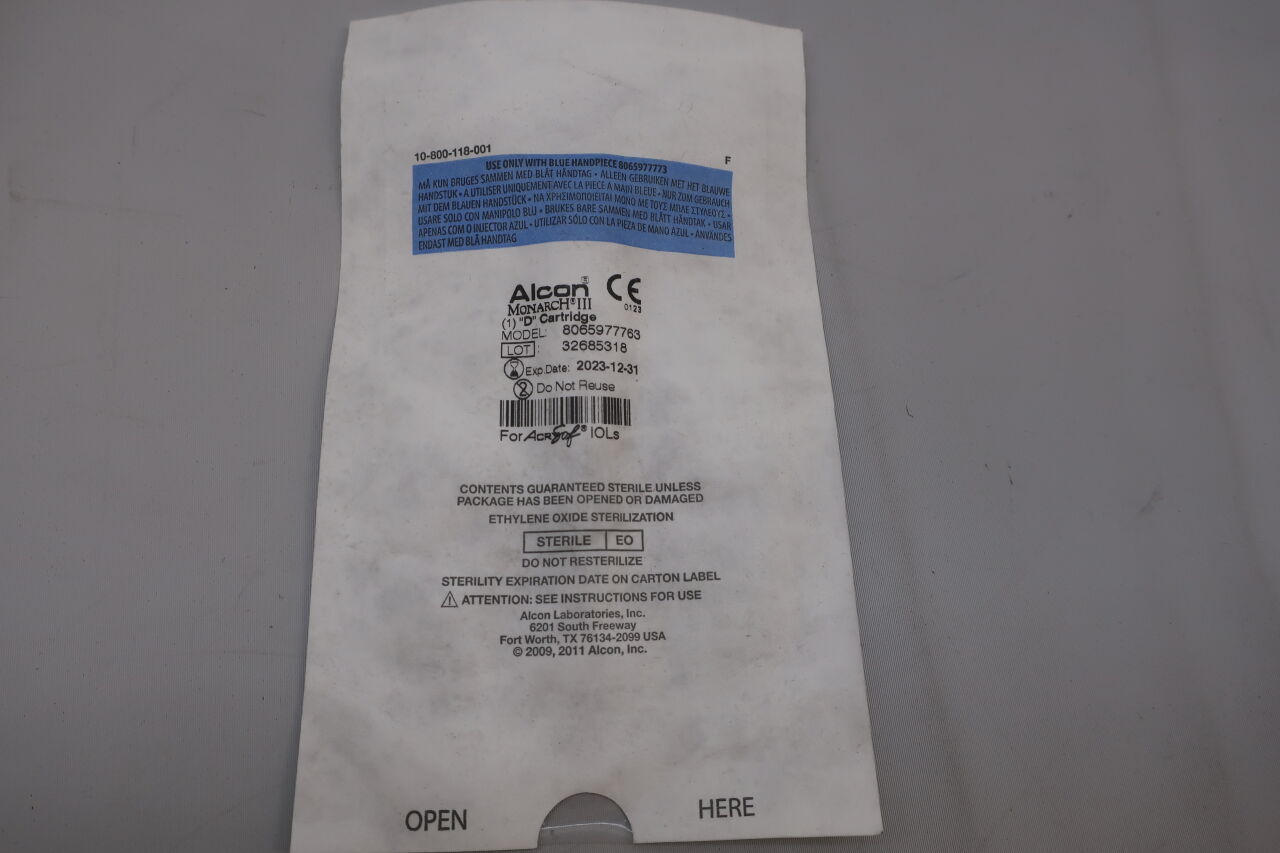 10-800-118-001
F
USE ONLY WITH BLUE HANDPIECE 8065977773
MÅ KUN BRUGES SAMMEN MED BLÅT HÅNDTAG • ALLEEN GEBRUIKEN MET HET BLAUWE
HANDSTUK • A UTILISER UNIQUEMENT AVEC LA PIECE A MAIN BLEUE • NUR ZUM GEBRAUCH
MIT DEM BLAUEN HANDSTÜCK • ΝΑ ΧΡΗΣΙΜΟΠΟΙΕΙΤΑΙ ΜΟΝΟ ΜΕ ΤΟΥΣ ΜΠΛΕ ΣΤΥΛΕΟΥΣ •
USARE SOLO CON MANIPOLO BLU • BRUKES BARE SAMMEN MED BLÅTT HÅNDTAK • USAR
APENAS COM O INJECTOR AZUL • UTILIZAR SÓLO CON LA PIEZA DE MANO AZUL • ANVÄNDES
ENDAST MED BLÅ HANDTAG
Alcon® CE
0123
MONARCH® III
(1) "D" Cartridge
MODEL: 8065977763
LOT : 32685318
Exp.Date: 2023-12-31
Do Not Reuse
For ACRYSof® IOLs
CONTENTS GUARANTEED STERILE UNLESS
PACKAGE HAS BEEN OPENED OR DAMAGED
ETHYLENE OXIDE STERILIZATION
STERILE EO
DO NOT RESTERILIZE
STERILITY EXPIRATION DATE ON CARTON LABEL
ATTENTION: SEE INSTRUCTIONS FOR USE
Alcon Laboratories, Inc.
6201 South Freeway
Fort Worth, TX 76134-2099 USA
© 2009, 2011 Alcon, Inc.
OPEN HERE